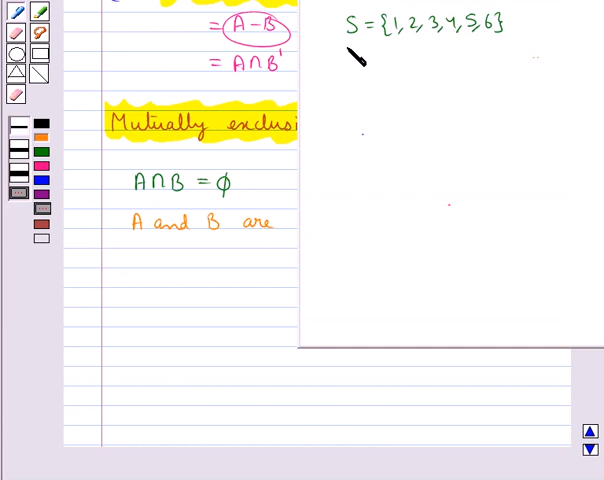 = A-B
= A∩B'
Mutually exclusi
A∩B = φ
A and B are
S = {1, 2, 3, 4, 5, 6}